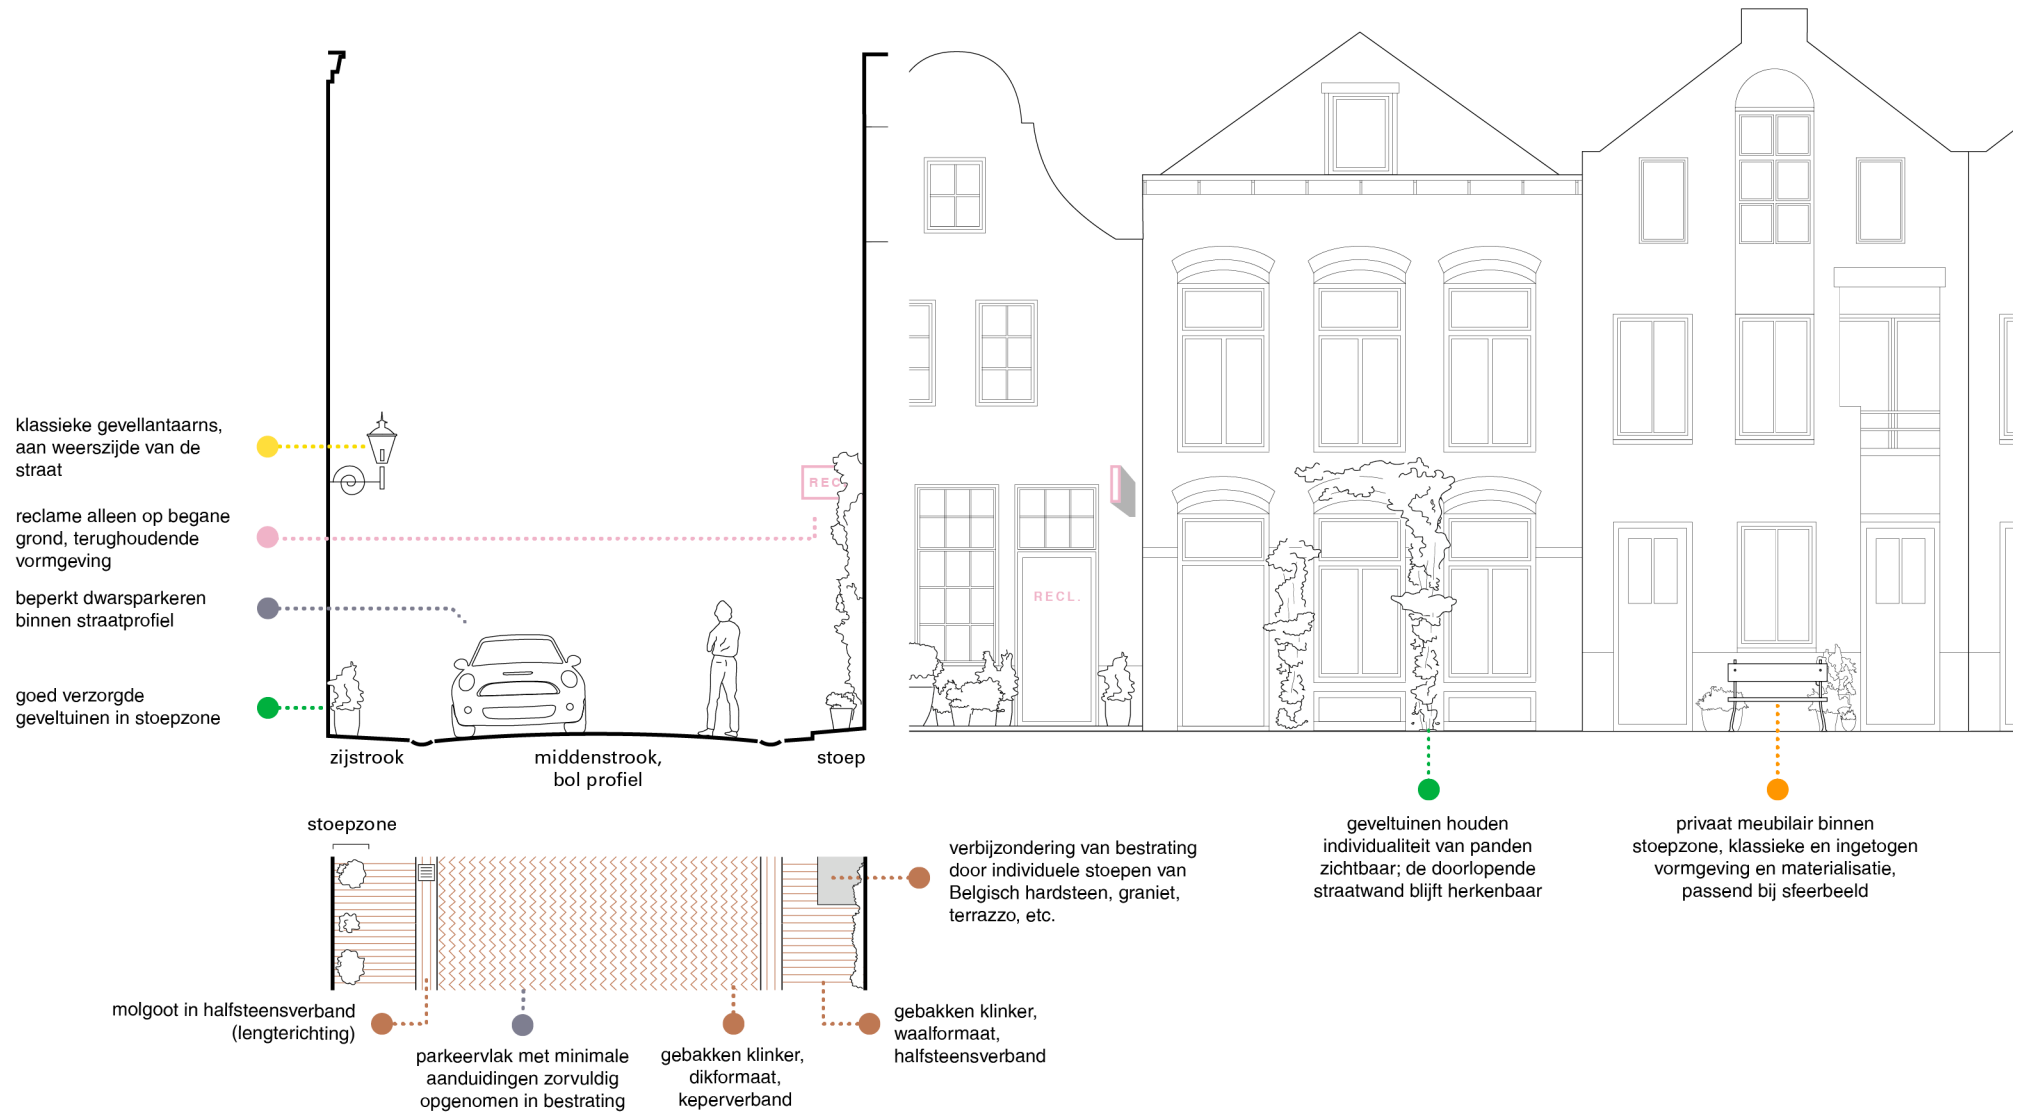 klassieke gevellantaarns,
aan weerszijde van de
straat
reclame alleen op begane
grond, terughoudende
vormgeving
beperkt dwarsparkeren
binnen straatprofiel
goed verzorgde
geveltuinen in stoepzone
REC
RECL.
zijstrook
middenstrook,
bol profiel
stoep
stoepzone
verbijzondering van bestrating
door individuele stoepen van
Belgisch hardsteen, graniet,
terrazzo, etc.
geveltuinen houden
individualiteit van panden
zichtbaar; de doorlopende
straatwand blijft herkenbaar
privaat meubilair binnen
stoepzone, klassieke en ingetogen
vormgeving en materialisatie,
passend bij sfeerbeeld
molgoot in halfsteensverband
(lengterichting)
parkeervlak met minimale
aanduidingen zorvuldig
opgenomen in bestrating
gebakken klinker,
dikformaat,
keperverband
gebakken klinker,
waalformaat,
halfsteensverband